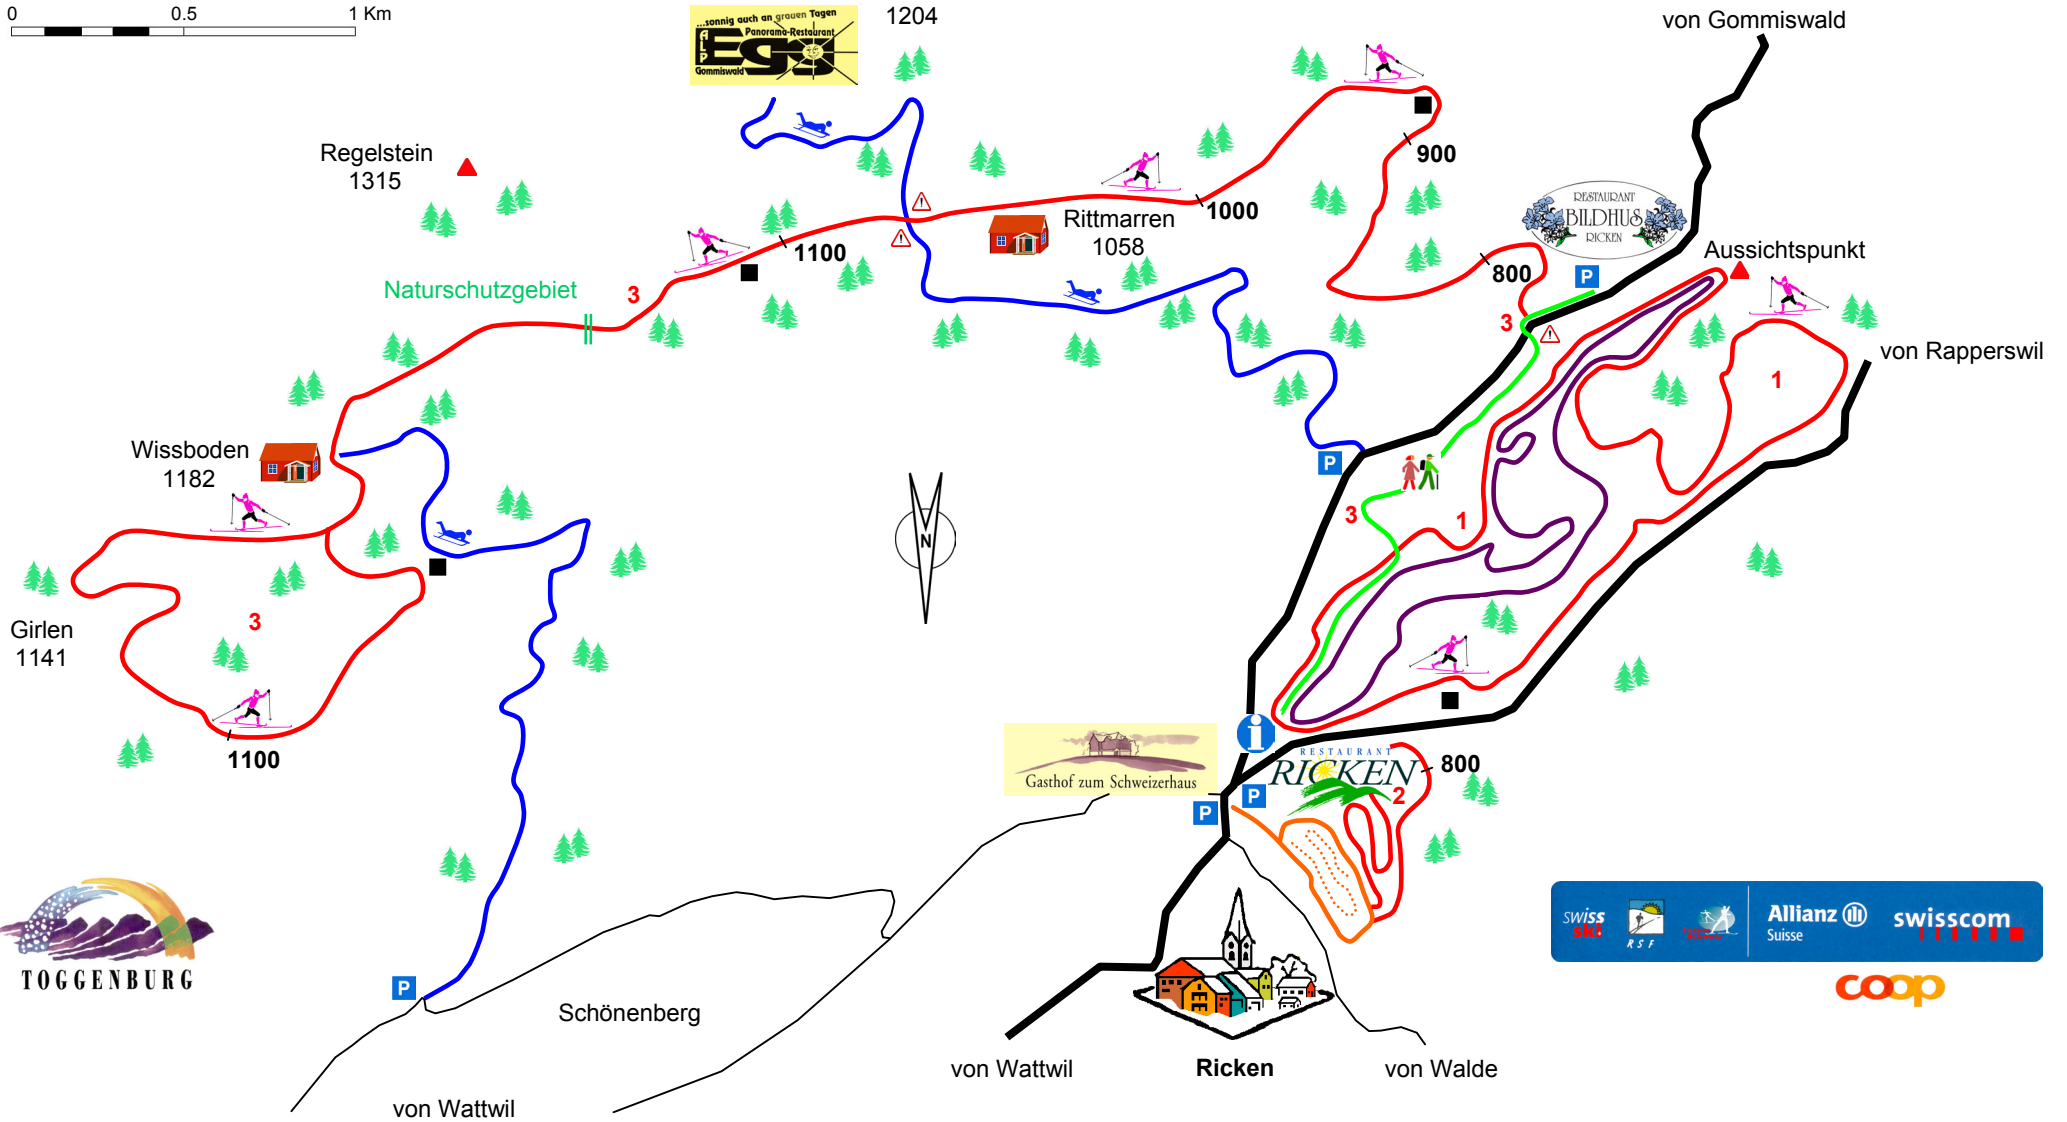 0 0.5 1 Km
...sonnig auch an grauen Tagen
Panorama-Restaurant
ALP Egg
Gommiswald
1204
von Gommiswald
Regelstein
1315
900
RESTAURANT
BILDHUS
RICKEN
1000
Rittmarren
1058
1100
Aussichtspunkt
800
P
Naturschutzgebiet
3
3
von Rapperswil
1
Wissboden
1182
P
3
1
N
Girlen
1141
3
1100
i
Gasthof zum Schweizerhaus
RESTAURANT
RICKEN
800
2
P
P
TOGGENBURG
P
Schönenberg
swiss
ski
RSF
Allianz
Suisse
swisscom
coop
von Wattwil
Ricken
von Walde
von Wattwil